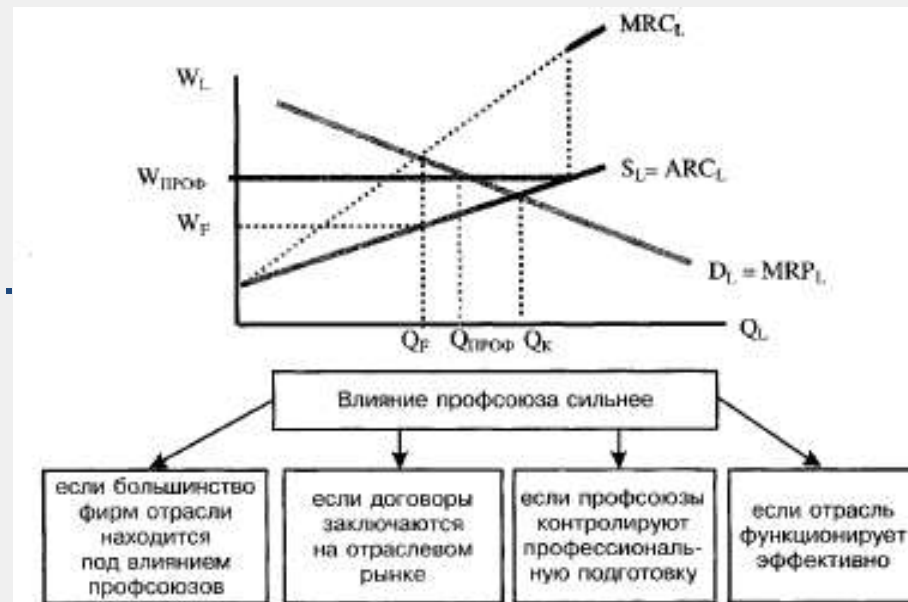 MRC_L
W_L
W_ПРОФ
S_L = ARC_L
W_F
D_L = MRP_L
Q_F Q_ПРОФ Q_K Q_L
Влияние профсоюза сильнее
если большинство
фирм отрасли
находится
под влиянием
профсоюзов
если договоры
заключаются
на отраслевом
рынке
если профсоюзы
контролируют
профессиональ-
ную подготовку
если отрасль
функционирует
эффективно